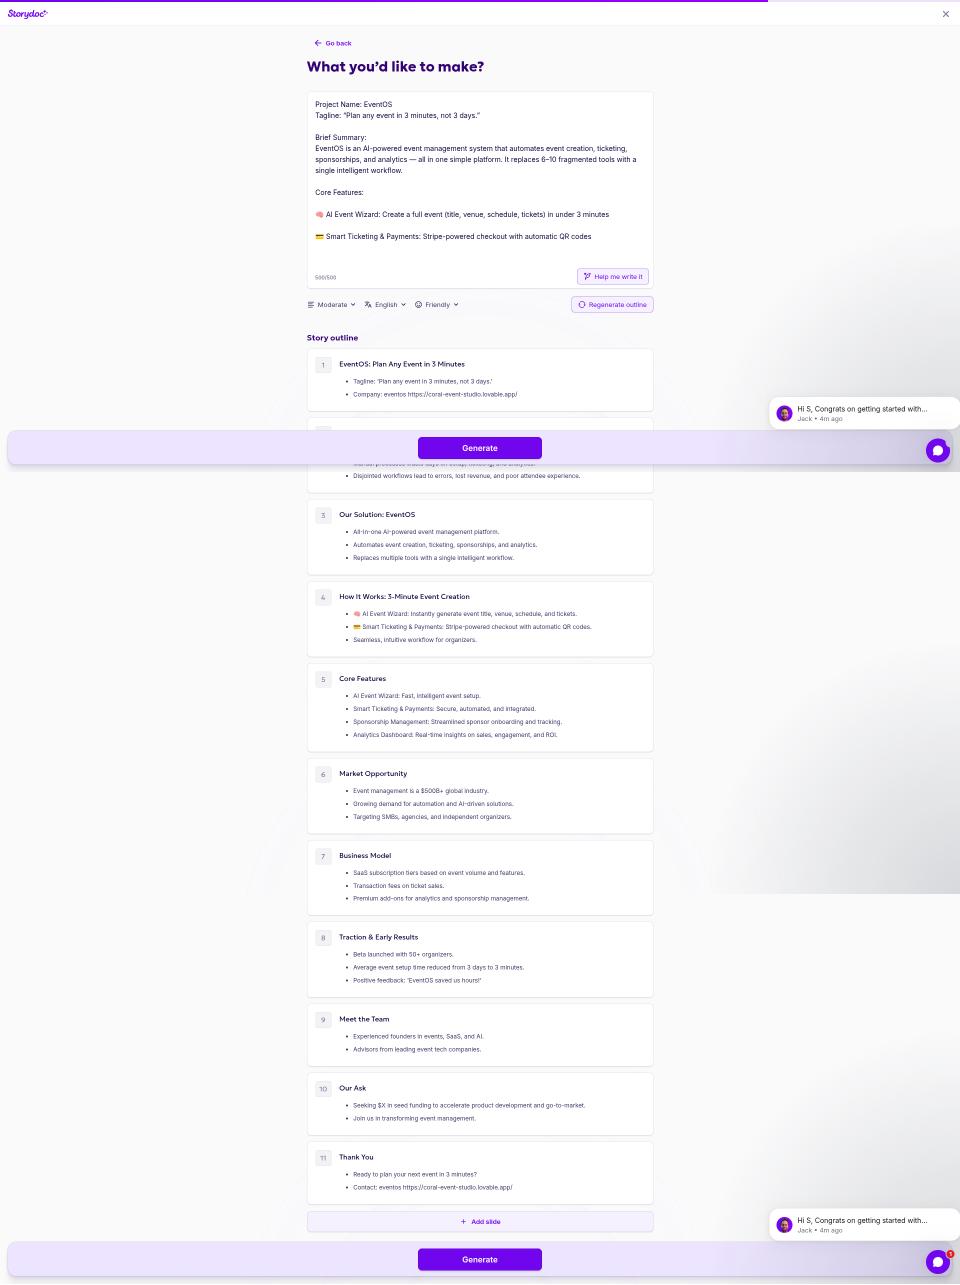 Storydoc
Go back
What you'd like to make?
Project Name: EventOS
Tagline: "Plan any event in 3 minutes, not 3 days."
Brief Summary:
EventOS is an AI-powered event management system that automates event creation, ticketing,
sponsorships, and analytics — all in one simple platform. It replaces 6–10 fragmented tools with a
single intelligent workflow.
Core Features:
🧠 AI Event Wizard: Create a full event (title, venue, schedule, tickets) in under 3 minutes
💳 Smart Ticketing & Payments: Stripe-powered checkout with automatic QR codes
500/500
Help me write it
Moderate
English
Friendly
Regenerate outline
Story outline
1
EventOS: Plan Any Event in 3 Minutes
• Tagline: 'Plan any event in 3 minutes, not 3 days.'
• Company: eventos https://coral-event-studio.lovable.app/
Hi S, Congrats on getting started with...
Jack • 4m ago
Generate
• Disjointed workflows lead to errors, lost revenue, and poor attendee experience.
3
Our Solution: EventOS
• All-in-one AI-powered event management platform.
• Automates event creation, ticketing, sponsorships, and analytics.
• Replaces multiple tools with a single intelligent workflow.
4
How It Works: 3-Minute Event Creation
• 🧠 AI Event Wizard: Instantly generate event title, venue, schedule, and tickets.
• 💳 Smart Ticketing & Payments: Stripe-powered checkout with automatic QR codes.
• Seamless, intuitive workflow for organizers.
5
Core Features
• AI Event Wizard: Fast, intelligent event setup.
• Smart Ticketing & Payments: Secure, automated, and integrated.
• Sponsorship Management: Streamlined sponsor onboarding and tracking.
• Analytics Dashboard: Real-time insights on sales, engagement, and ROI.
6
Market Opportunity
• Event management is a $500B+ global industry.
• Growing demand for automation and AI-driven solutions.
• Targeting SMBs, agencies, and independent organizers.
7
Business Model
• SaaS subscription tiers based on event volume and features.
• Transaction fees on ticket sales.
• Premium add-ons for analytics and sponsorship management.
8
Traction & Early Results
• Beta launched with 50+ organizers.
• Average event setup time reduced from 3 days to 3 minutes.
• Positive feedback: 'EventOS saved us hours!'
9
Meet the Team
• Experienced founders in events, SaaS, and AI.
• Advisors from leading event tech companies.
10
Our Ask
• Seeking $X in seed funding to accelerate product development and go-to-market.
• Join us in transforming event management.
11
Thank You
• Ready to plan your next event in 3 minutes?
• Contact: eventos https://coral-event-studio.lovable.app/
+ Add slide
Hi S, Congrats on getting started with...
Jack • 4m ago
Generate
1